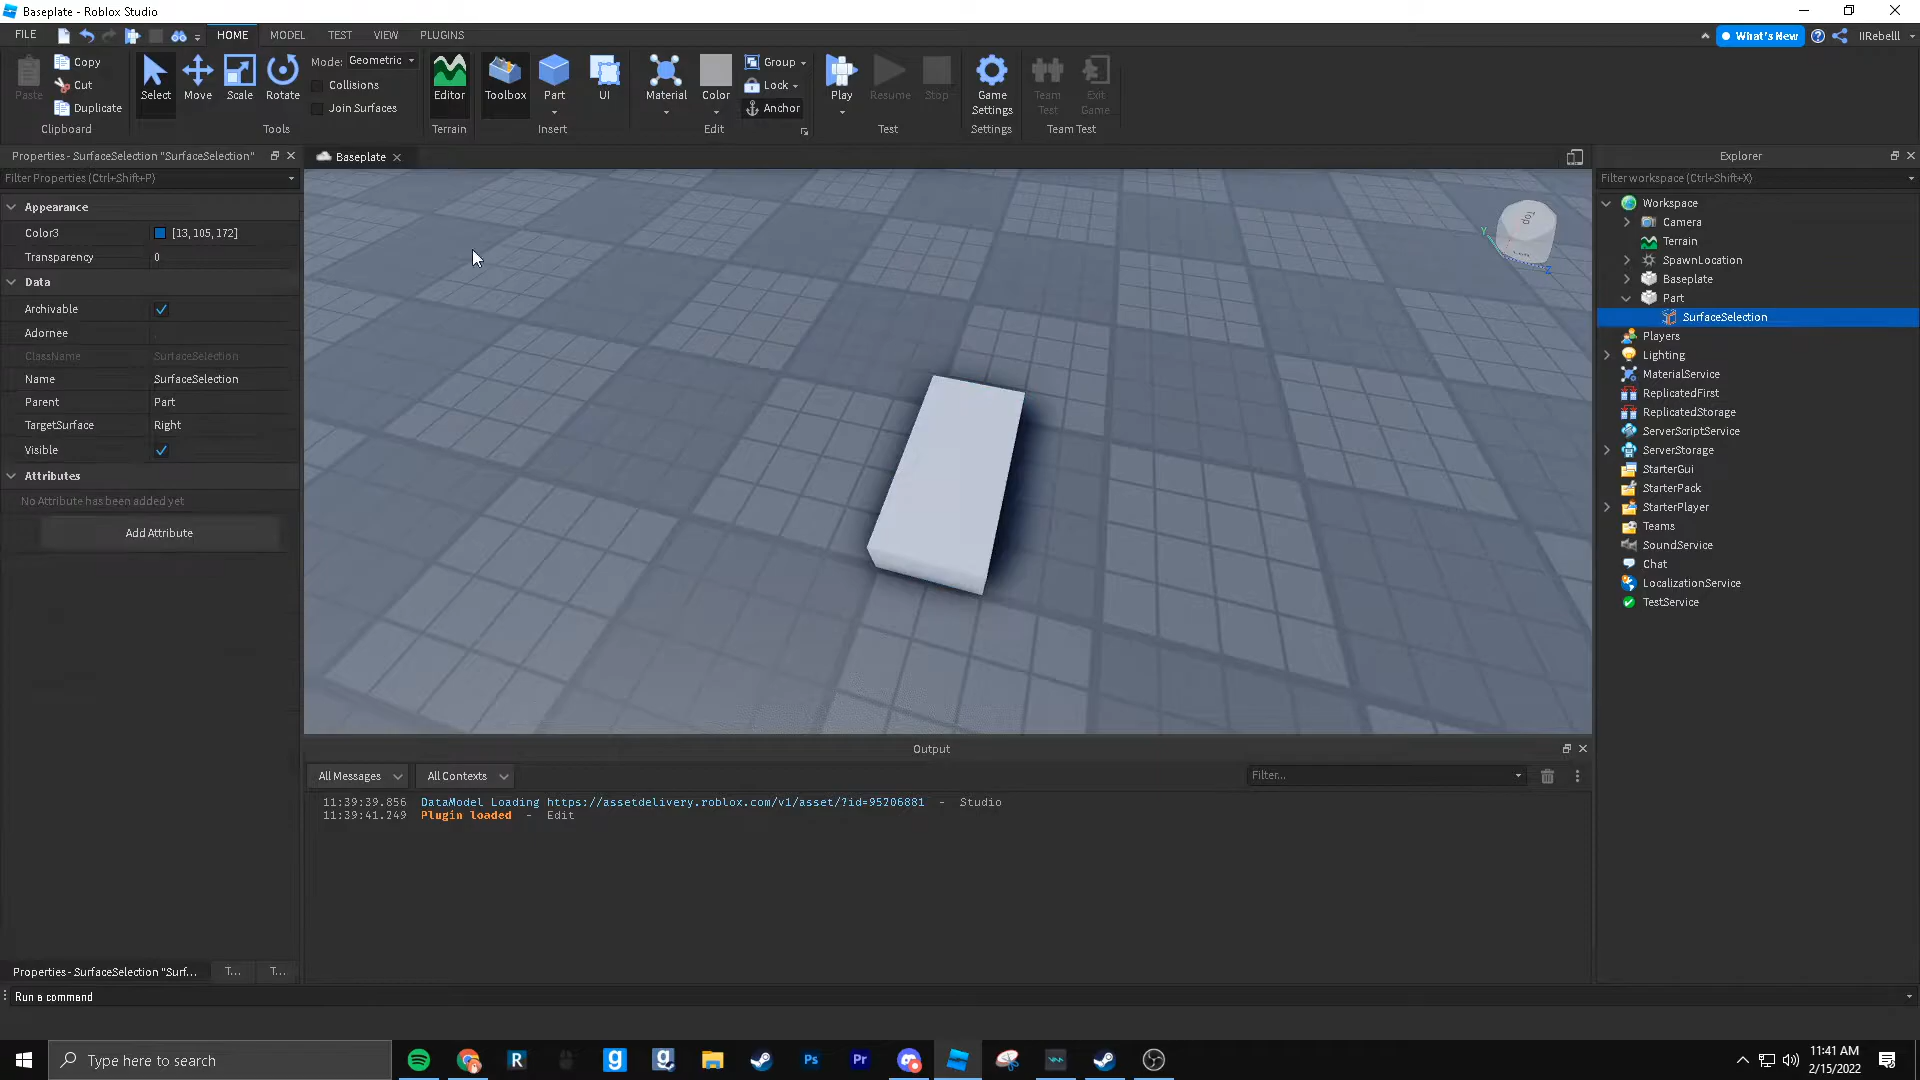 Baseplate - Roblox Studio
FILE HOME MODEL TEST VIEW PLUGINS What's New IIRebelll
Paste Copy Cut Duplicate Clipboard
Select Move Scale Rotate Mode: Geometric Collisions Join Surfaces Tools
Editor Terrain
Toolbox Part UI Insert
Material Color Group Lock Anchor Edit
Play Resume Stop Test
Game Settings Settings
Team Test Exit Game Team Test
Properties - SurfaceSelection "SurfaceSelection"
Filter Properties (Ctrl+Shift+P)
Appearance
Color3 [13, 105, 172]
Transparency 0
Data
Archivable
Adornee
ClassName SurfaceSelection
Name SurfaceSelection
Parent Part
TargetSurface Right
Visible
Attributes
No Attribute has been added yet
Add Attribute
Properties - SurfaceSelection "Surf... T... T...
Baseplate
Top
Left
Y
Z
Output
All Messages All Contexts Filter...
11:39:39.856 DataModel Loading https://assetdelivery.roblox.com/v1/asset/?id=95206881 - Studio
11:39:41.249 Plugin loaded - Edit
Explorer
Filter workspace (Ctrl+Shift+X)
Workspace
Camera
Terrain
SpawnLocation
Baseplate
Part
SurfaceSelection
Players
Lighting
MaterialService
ReplicatedFirst
ReplicatedStorage
ServerScriptService
ServerStorage
StarterGui
StarterPack
StarterPlayer
Teams
SoundService
Chat
LocalizationService
TestService
Run a command
Type here to search
R
g
g
Ps
Pr
11:41 AM
2/15/2022